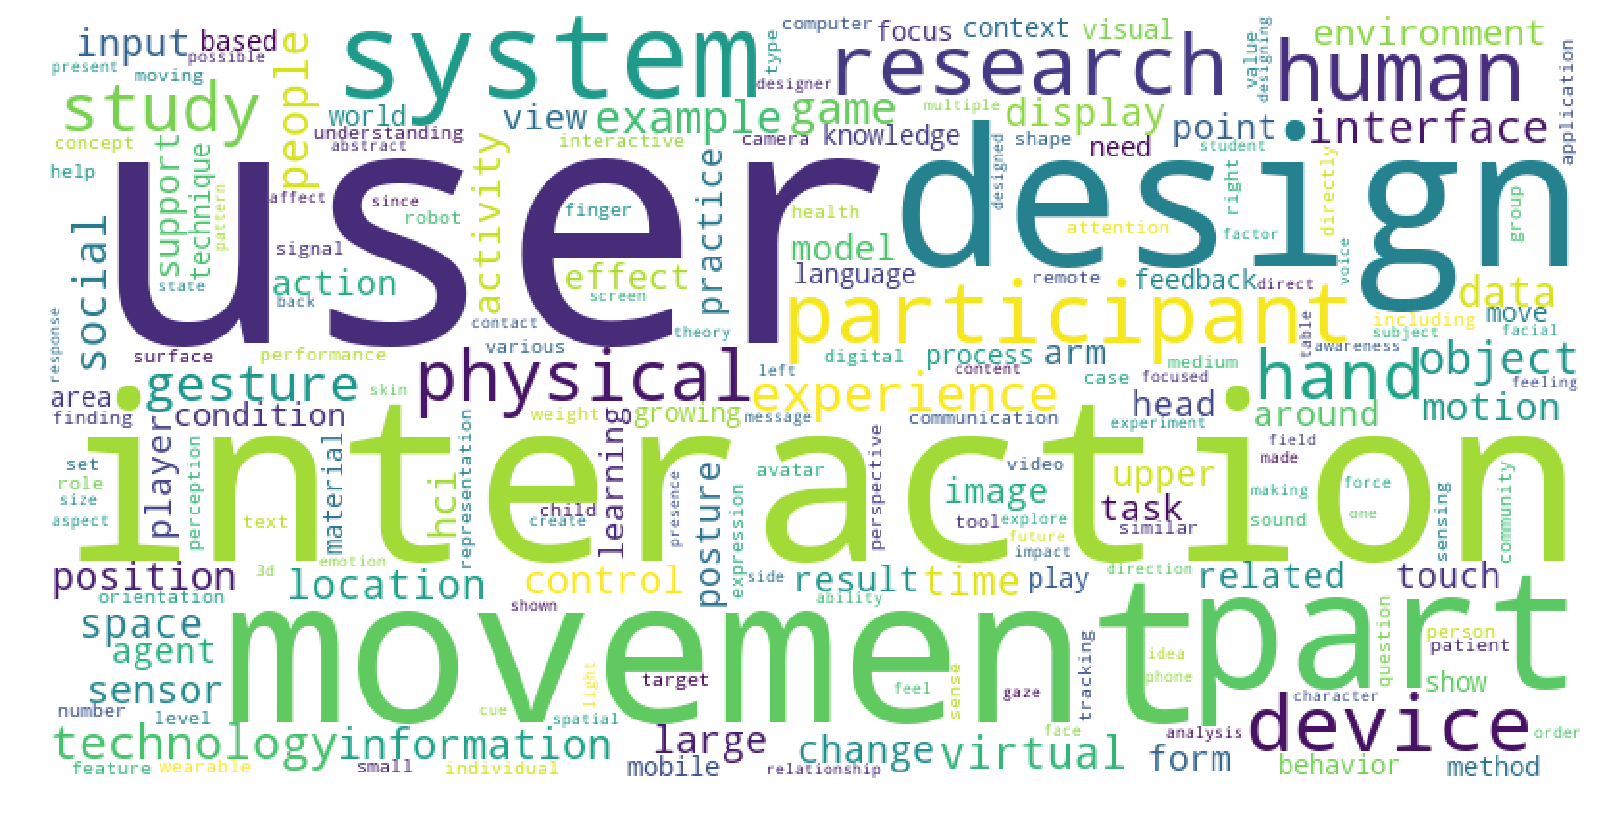 computer
focus
context
visual
environment
input
based
people
system
type
research
value
designing
human
present
possible
moving
designer
application
study
world
view
example
game
multiple
display
point
interface
understanding
concept
abstract
interactive
camera
knowledge
shape
need
student
help
support
technique
activity
practice
designed
right
directly
user
design
affect
since
finger
health
group
pattern
robot
attention
factor
social
signal
model
voice
state
action
effect
language
remote
feedback
direct
back
screen
participant
data
including
move
response
contact
theory
subject
facial
table
awareness
surface
performance
various
digital
process
arm
medium
object
physical
left
content
hand
gesture
skin
case
focused
feeling
area
experience
head
motion
finding
condition
weight
growing
message
communication
experiment
around
player
interaction
field
set
perception
material
hci
representation
learning
presence
posture
avatar
perspective
video
made
role
upper
size
image
making
force
sensing
community
aspect
text
child
create
expression
tool
explore
task
similar
sound
one
future
emotion
impact
position
3d
location
control
side
result
time
play
direction
related
touch
orientation
shown
ability
space
movement
part
question
person
agent
tracking
idea
patient
sensor
light
target
feel
sense
gaze
phone
show
number
level
cue
spatial
character
device
technology
information
large
change
virtual
face
form
analysis
order
feature
wearable
small
individual
mobile
relationship
behavior
method